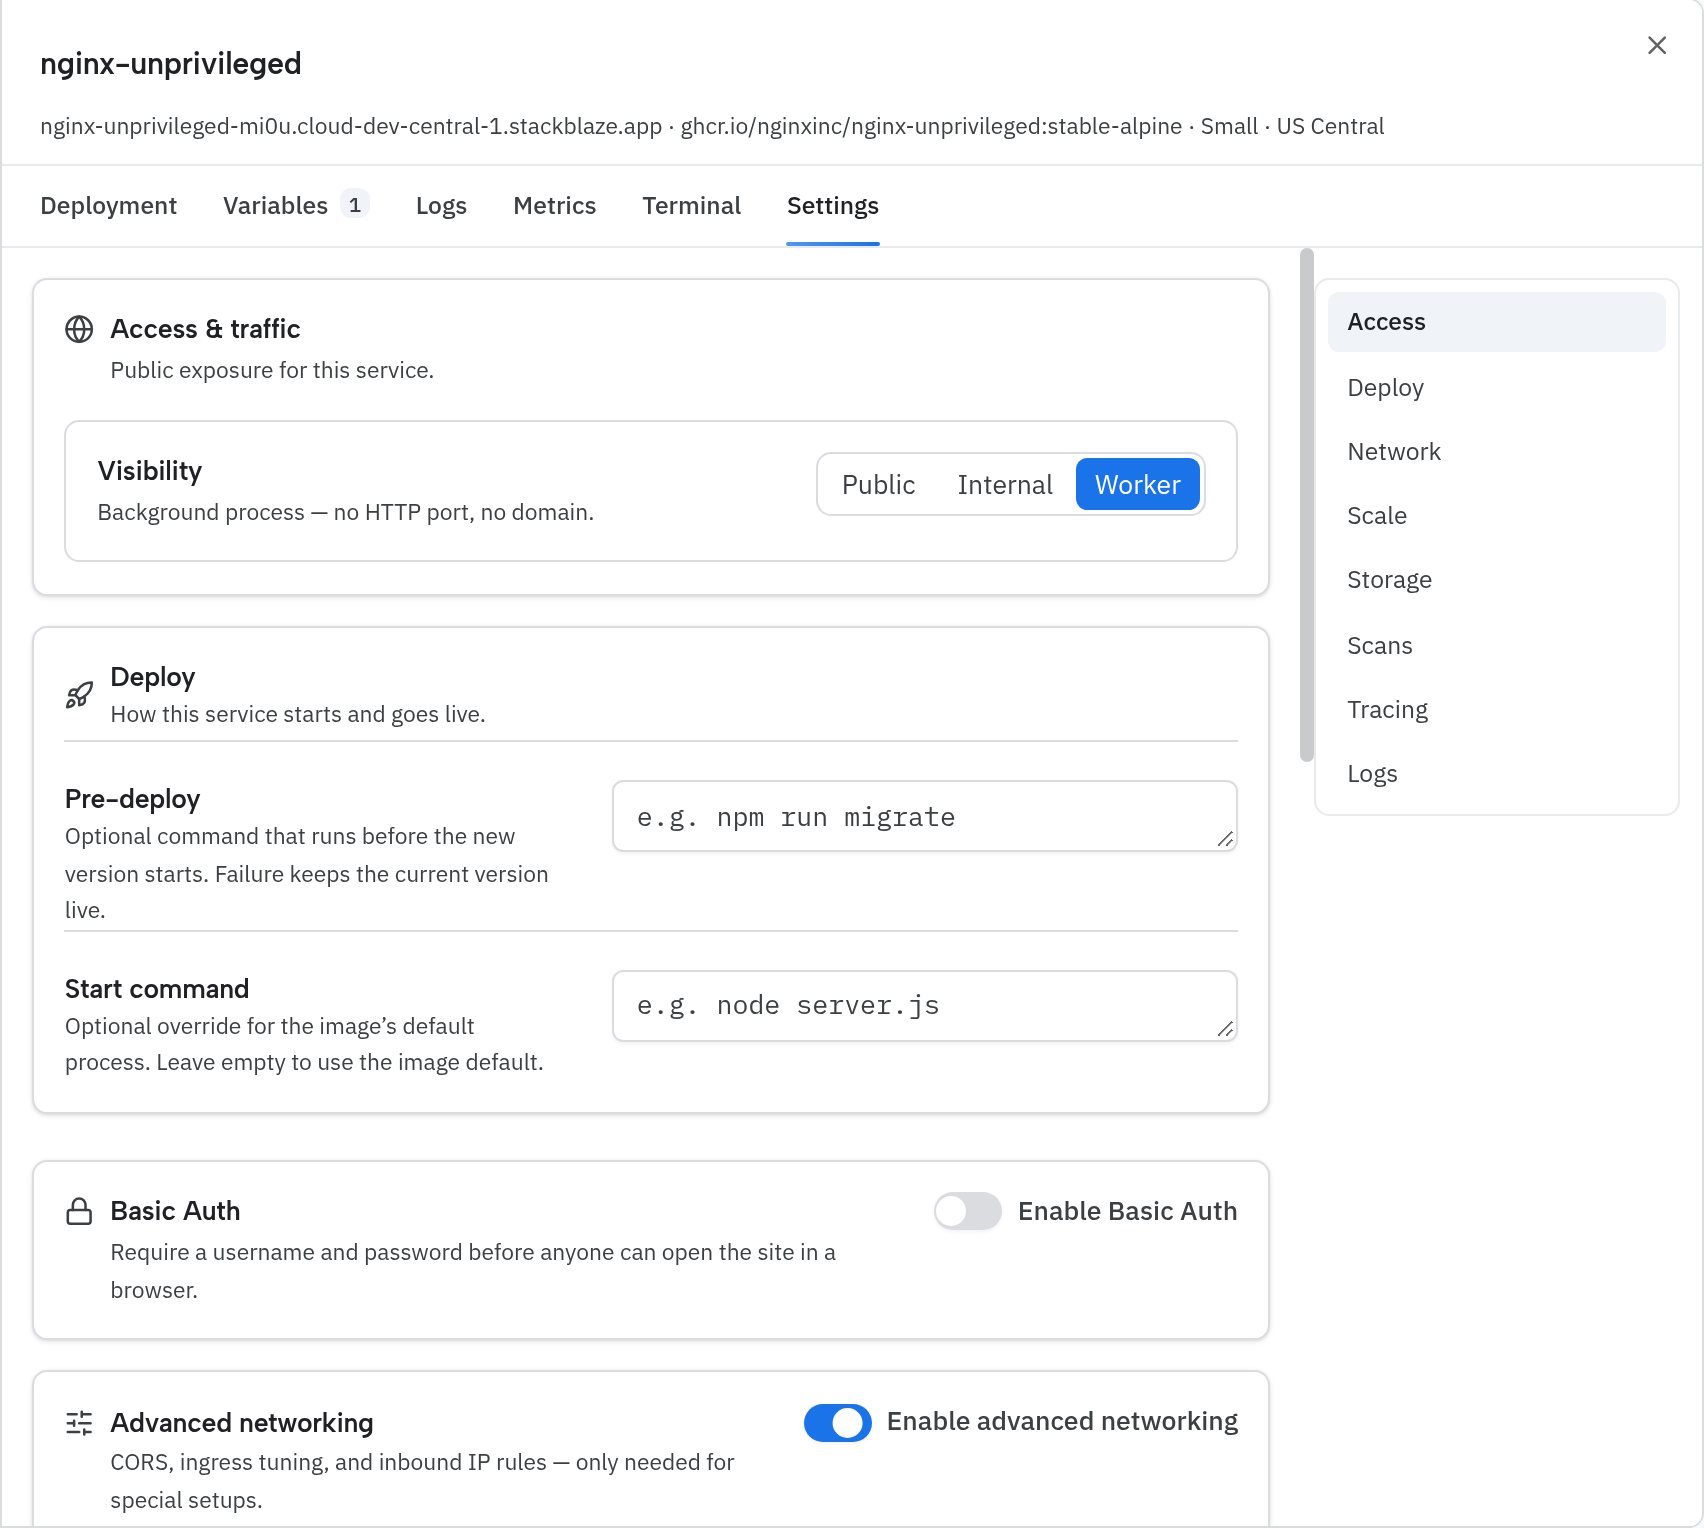 nginx-unprivileged
nginx-unprivileged-mi0u.cloud-dev-central-1.stackblaze.app · ghcr.io/nginxinc/nginx-unprivileged:stable-alpine · Small · US Central
Deployment Variables 1 Logs Metrics Terminal Settings
Access & traffic
Public exposure for this service.
Visibility
Background process — no HTTP port, no domain.
Public Internal Worker
Deploy
How this service starts and goes live.
Pre-deploy
Optional command that runs before the new
version starts. Failure keeps the current version
live.
e.g. npm run migrate
Start command
Optional override for the image’s default
process. Leave empty to use the image default.
e.g. node server.js
Basic Auth
Require a username and password before anyone can open the site in a
browser.
Enable Basic Auth
Advanced networking
CORS, ingress tuning, and inbound IP rules — only needed for
special setups.
Enable advanced networking
Access
Deploy
Network
Scale
Storage
Scans
Tracing
Logs